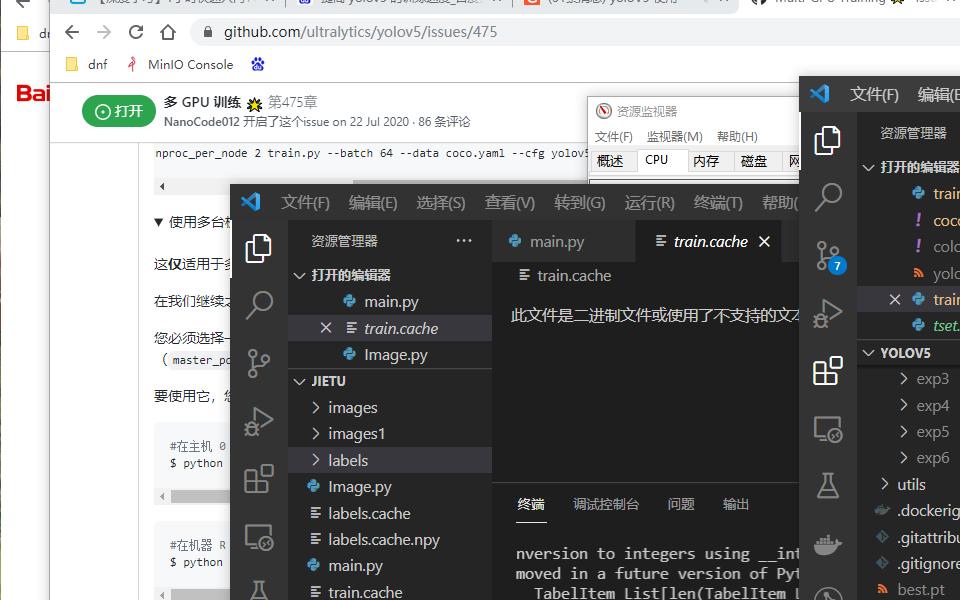 github.com/ultralytics/yolov5/issues/475
dnf
MinIO Console
Bai
打开
多 GPU 训练 第475章
NanoCode012 开启了这个issue on 22 Jul 2020 · 86 条评论
nproc_per_node 2 train.py --batch 64 --data coco.yaml --cfg yolov5
使用多台机
这仅适用于多
在我们继续之
您必须选择一
（master_po
要使用它，您
#在主机 0
$ python
#在机器 R
$ python
资源监视器
文件(F) 监视器(M) 帮助(H)
概述 CPU 内存 磁盘 网
文件(F) 编辑(E) 选择(S) 查看(V) 转到(G) 运行(R) 终端(T) 帮助(
资源管理器 ···
打开的编辑器
main.py
train.cache
Image.py
JIETU
images
images1
labels
Image.py
labels.cache
labels.cache.npy
main.py
train.cache
main.py
train.cache
train.cache
此文件是二进制文件或使用了不支持的文本
终端 调试控制台 问题 输出
nversion to integers using __int
moved in a future version of Pyt
TabelItem List[len(TabelItem L
文件(F) 编辑(E
资源管理器
打开的编辑器
train
coco
colo
yolo
train
tset.
7
YOLOV5
exp3
exp4
exp5
exp6
utils
.dockerig
.gitattribu
.gitignore
best.pt